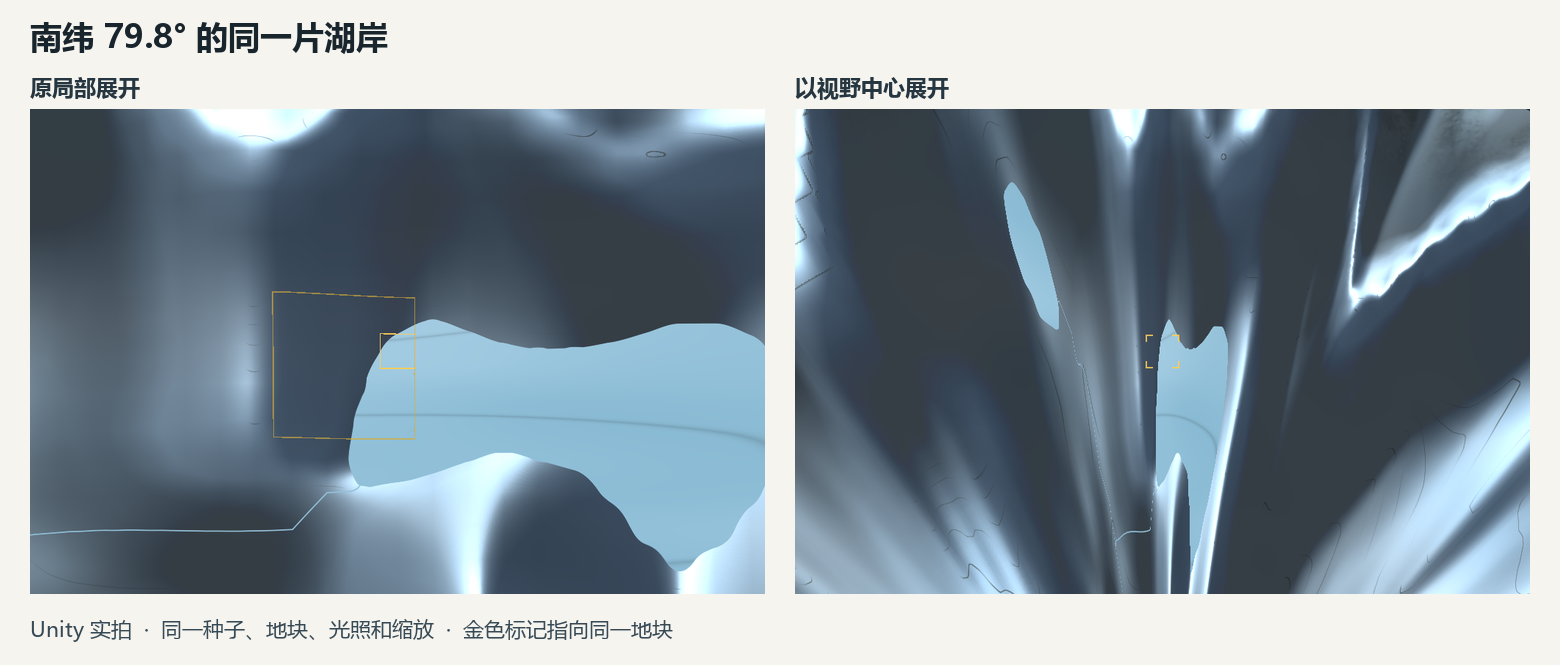 南纬 79.8° 的同一片湖岸
原局部展开
以视野中心展开
Unity 实拍 · 同一种子、地块、光照和缩放 · 金色标记指向同一地块